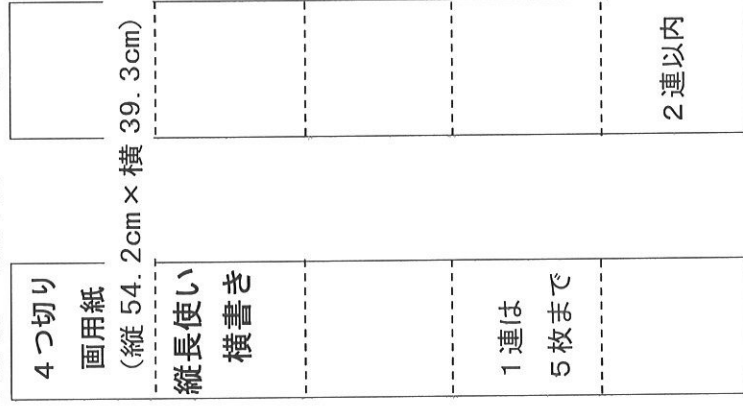 4つ切り
画用紙
(縦 54. 2cm×横 39. 3cm)
縦長使い
横書き
1連は
5枚まで
2連以内